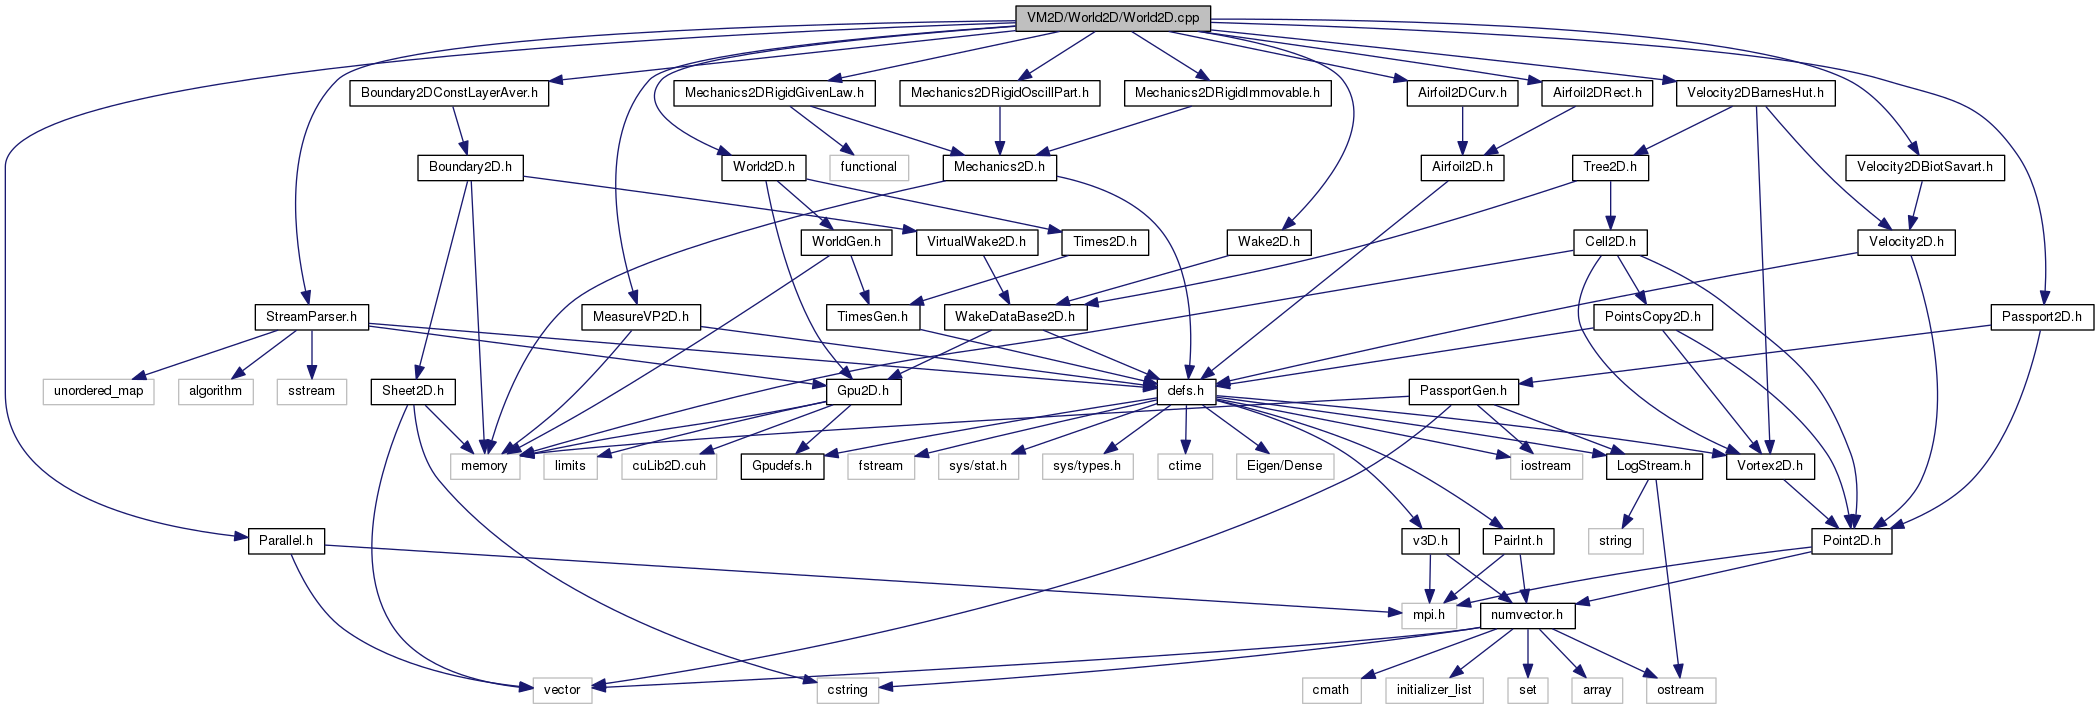 VM2D/World2D/World2D.cpp
Boundary2DConstLayerAver.h
Mechanics2DRigidGivenLaw.h
Mechanics2DRigidOscillPart.h
Mechanics2DRigidImmovable.h
Airfoil2DCurv.h
Airfoil2DRect.h
Velocity2DBarnesHut.h
Boundary2D.h
World2D.h
functional
Mechanics2D.h
Airfoil2D.h
Tree2D.h
Velocity2DBiotSavart.h
WorldGen.h
VirtualWake2D.h
Times2D.h
Wake2D.h
Cell2D.h
Velocity2D.h
StreamParser.h
MeasureVP2D.h
TimesGen.h
WakeDataBase2D.h
PointsCopy2D.h
Passport2D.h
unordered_map
algorithm
sstream
Sheet2D.h
Gpu2D.h
defs.h
PassportGen.h
memory
limits
cuLib2D.cuh
Gpudefs.h
fstream
sys/stat.h
sys/types.h
ctime
Eigen/Dense
iostream
LogStream.h
Vortex2D.h
Parallel.h
v3D.h
PairInt.h
string
Point2D.h
mpi.h
numvector.h
vector
cstring
cmath
initializer_list
set
array
ostream